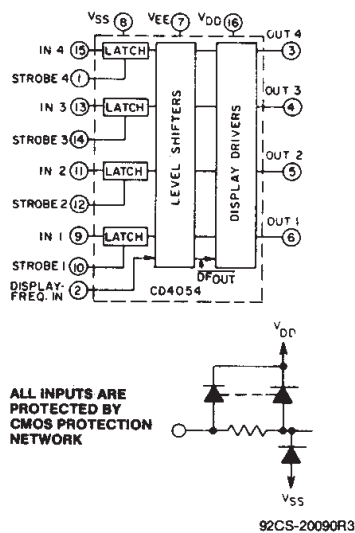 VSS 8 VEE 7 VDD 16
OUT 4
IN 4 15 LATCH 3
STROBE 4 1
OUT 3
IN 3 13 LATCH 4
STROBE 3 14
OUT 2
IN 2 11 LATCH 5
STROBE 2 12
OUT 1
IN 1 9 LATCH 6
STROBE 1 10
LEVEL SHIFTERS
DISPLAY DRIVERS
DFOUT
DISPLAY-
FREQ. IN 2
CD4054
VDD
ALL INPUTS ARE
PROTECTED BY
CMOS PROTECTION
NETWORK
VSS
92CS-20090R3